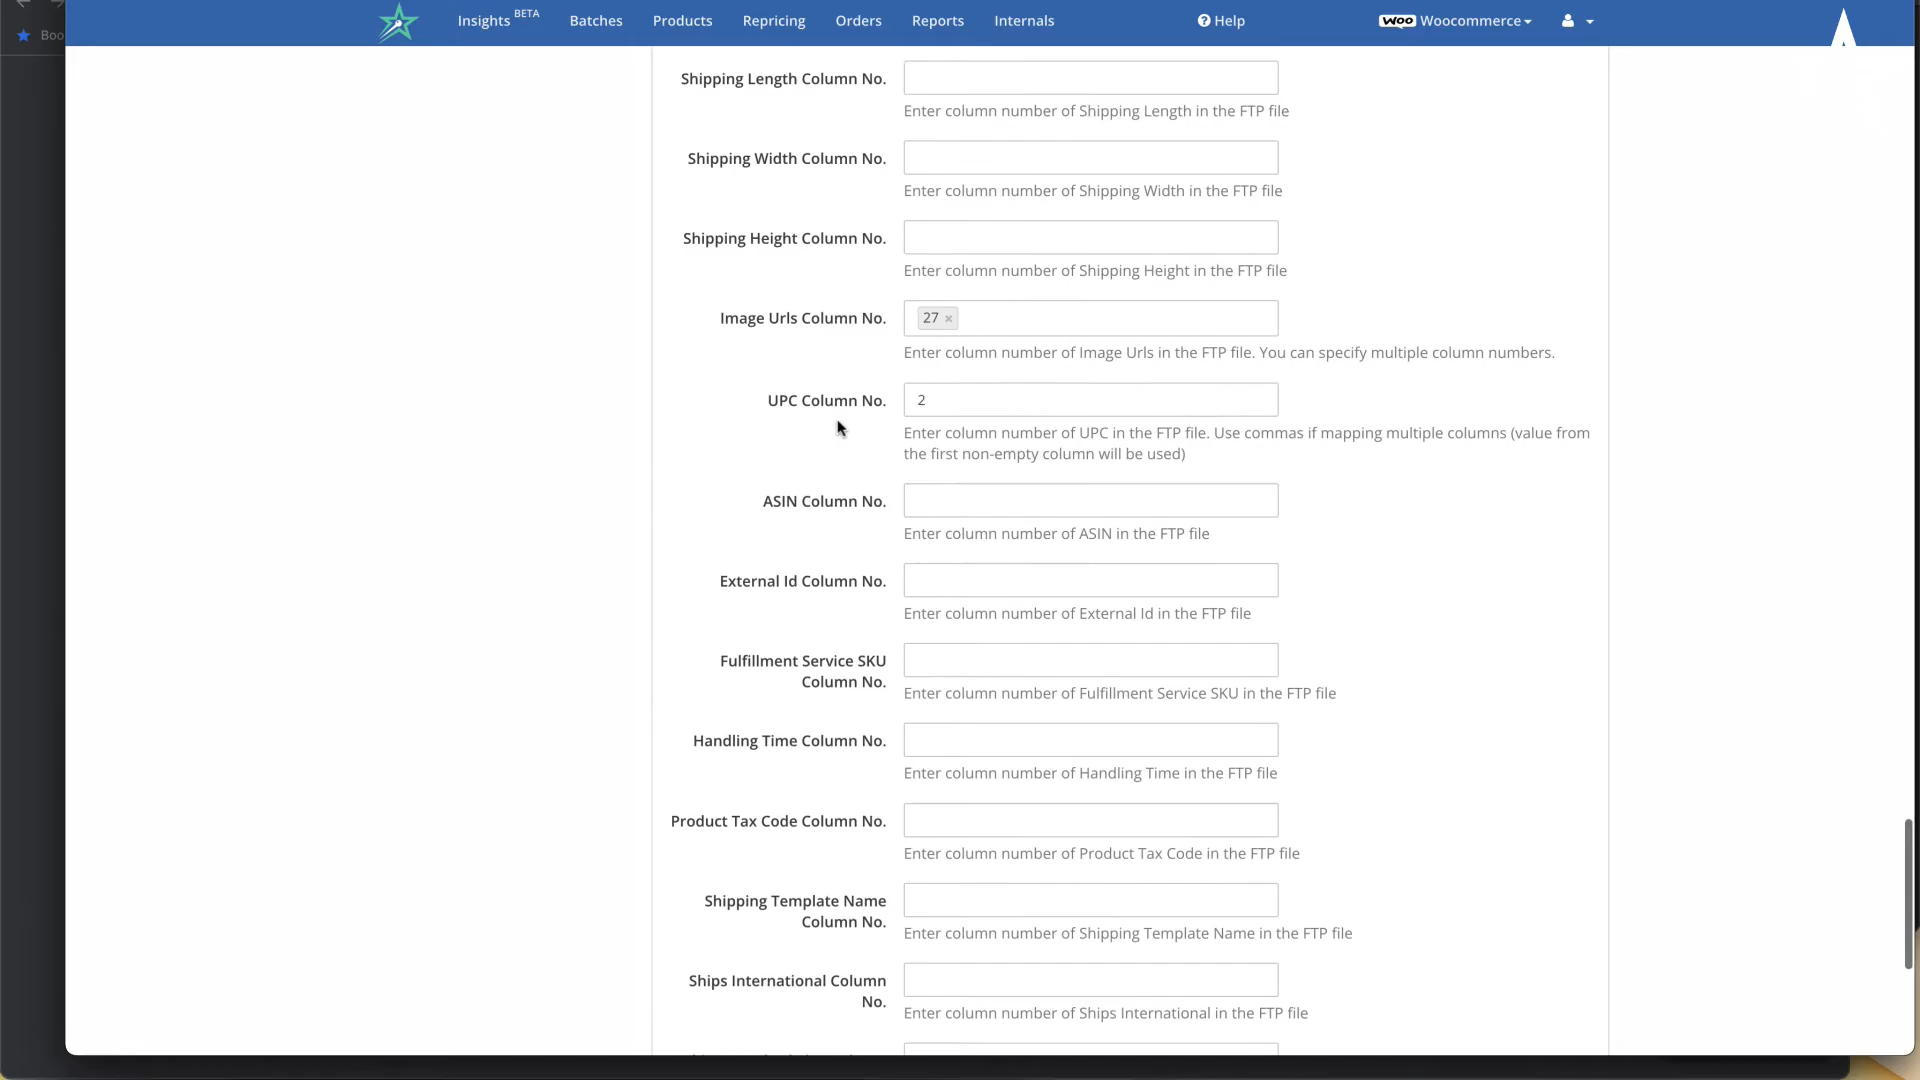 Boo
Insights BETA Batches Products Repricing Orders Reports Internals Help Woo Woocommerce
Shipping Length Column No.
Enter column number of Shipping Length in the FTP file
Shipping Width Column No.
Enter column number of Shipping Width in the FTP file
Shipping Height Column No.
Enter column number of Shipping Height in the FTP file
Image Urls Column No. 27 ×
Enter column number of Image Urls in the FTP file. You can specify multiple column numbers.
UPC Column No. 2
Enter column number of UPC in the FTP file. Use commas if mapping multiple columns (value from
the first non-empty column will be used)
ASIN Column No.
Enter column number of ASIN in the FTP file
External Id Column No.
Enter column number of External Id in the FTP file
Fulfillment Service SKU
Column No.
Enter column number of Fulfillment Service SKU in the FTP file
Handling Time Column No.
Enter column number of Handling Time in the FTP file
Product Tax Code Column No.
Enter column number of Product Tax Code in the FTP file
Shipping Template Name
Column No.
Enter column number of Shipping Template Name in the FTP file
Ships International Column
No.
Enter column number of Ships International in the FTP file